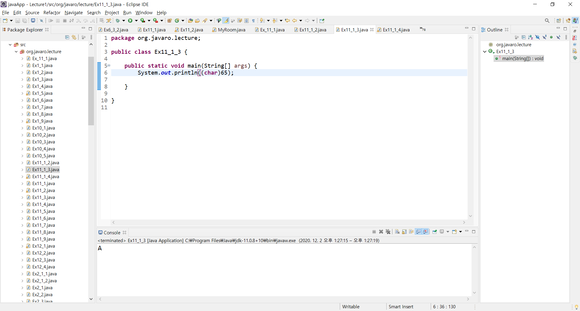 javaApp - Lecture1/src/org/javaro/lecture/Ex11_1_3.java - Eclipse IDE
File Edit Source Refactor Navigate Search Project Run Window Help
Package Explorer
src
org.javaro.lecture
Ex_11_1.java
Ex1_1.java
Ex1_2.java
Ex1_3.java
Ex1_4.java
Ex1_5.java
Ex1_6.java
Ex1_7.java
Ex1_8.java
Ex1_9.java
Ex10_1.java
Ex10_2.java
Ex10_3.java
Ex10_4.java
Ex10_5.java
Ex11_1_2.java
Ex11_1_3.java
Ex11_1_4.java
Ex11_1.java
Ex11_2.java
Ex11_3.java
Ex11_4.java
Ex11_5.java
Ex11_6.java
Ex11_7.java
Ex11_8.java
Ex11_9.java
Ex12_1.java
Ex12_2.java
Ex12_3.java
Ex12_4.java
Ex2_1_1.java
Ex2_1_2.java
Ex2_1.java
Ex2_2.java
Ex2_3.java
Ex6_3_2.java Ex1_1.java Ex1_2.java MyRoom.java Ex_11_1.java Ex11_1_2.java Ex11_1_3.java Ex11_1_4.java
1 package org.javaro.lecture;
2
3 public class Ex11_1_3 {
4
5 public static void main(String[] args) {
6 System.out.println((char)65);
7
8 }
9
10 }
11
Console
<terminated> Ex11_1_3 [Java Application] C:₩Program Files₩Java₩jdk-11.0.8+10₩bin₩javaw.exe (2020. 12. 2 오후 1:27:15 – 오후 1:27:19)
A
Outline
org.javaro.lecture
Ex11_1_3
main(String[]) : void
Writable Smart Insert 6 : 36 : 130